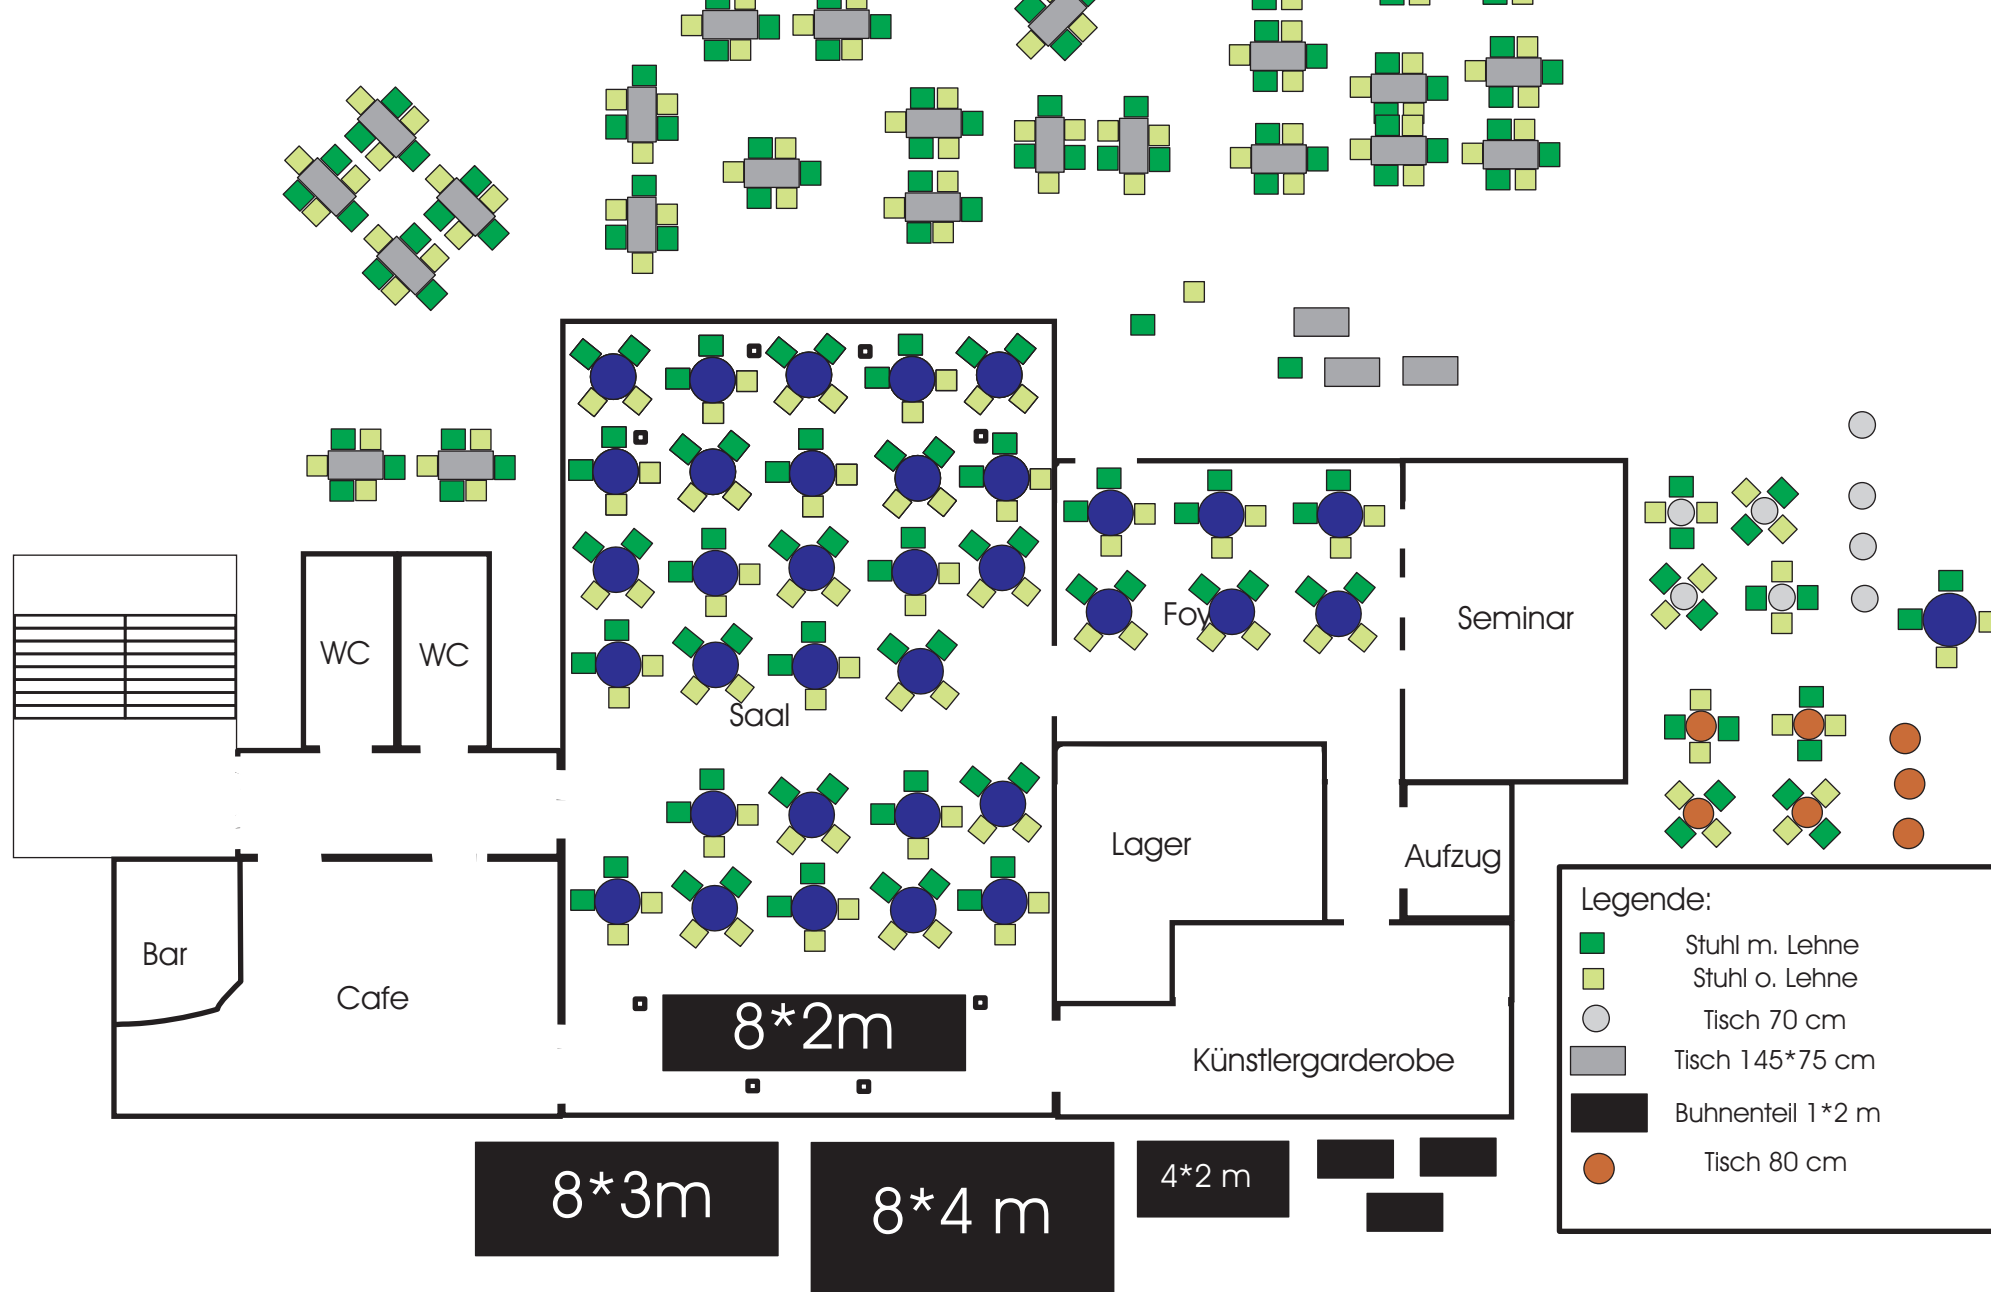 WC
WC
Foy
Seminar
Saal
Lager
Aufzug
Bar
Cafe
8*2m
Künstlergarderobe
8*3m
8*4 m
4*2 m
Legende:
Stuhl m. Lehne
Stuhl o. Lehne
Tisch 70 cm
Tisch 145*75 cm
Buhnenteil 1*2 m
Tisch 80 cm